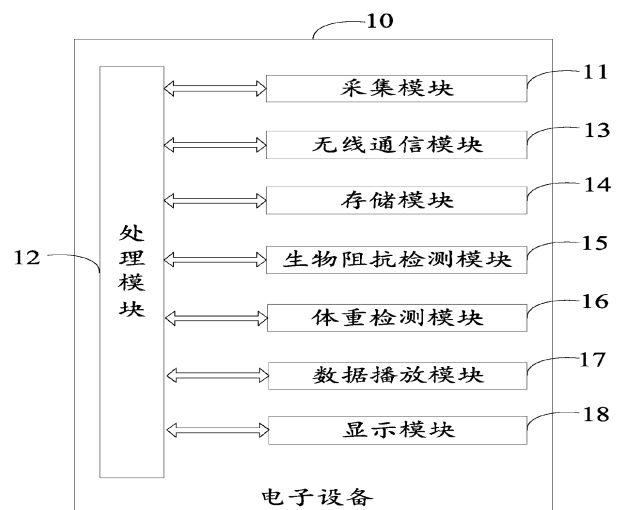 10
采集模块
11
无线通信模块
13
存储模块
14
处理模块
12
生物阻抗检测模块
15
体重检测模块
16
数据播放模块
17
显示模块
18
电子设备